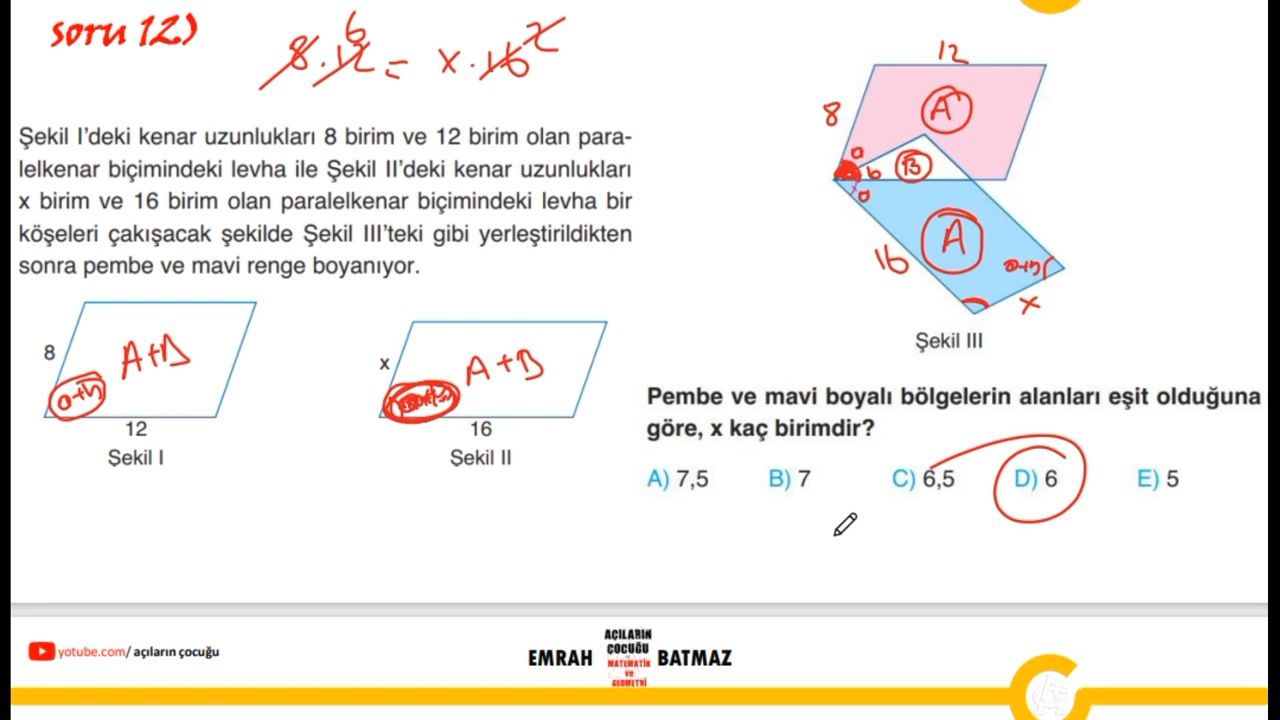 soru 12)
8.12 = x.16
6
2
Şekil I'deki kenar uzunlukları 8 birim ve 12 birim olan para-
lelkenar biçimindeki levha ile Şekil II'deki kenar uzunlukları
x birim ve 16 birim olan paralelkenar biçimindeki levha bir
köşeleri çakışacak şekilde Şekil III'teki gibi yerleştirildikten
sonra pembe ve mavi renge boyanıyor.
8
A+B
12
Şekil I
x
A+B
16
Şekil II
12
8
A
B
A
16
x
Şekil III
Pembe ve mavi boyalı bölgelerin alanları eşit olduğuna
göre, x kaç birimdir?
A) 7,5 B) 7 C) 6,5 D) 6 E) 5
yotube.com/ açıların çocuğu
EMRAH
AÇILARIN
ÇOCUĞU
MATEMATİK
ve
GEOMETRİ
BATMAZ